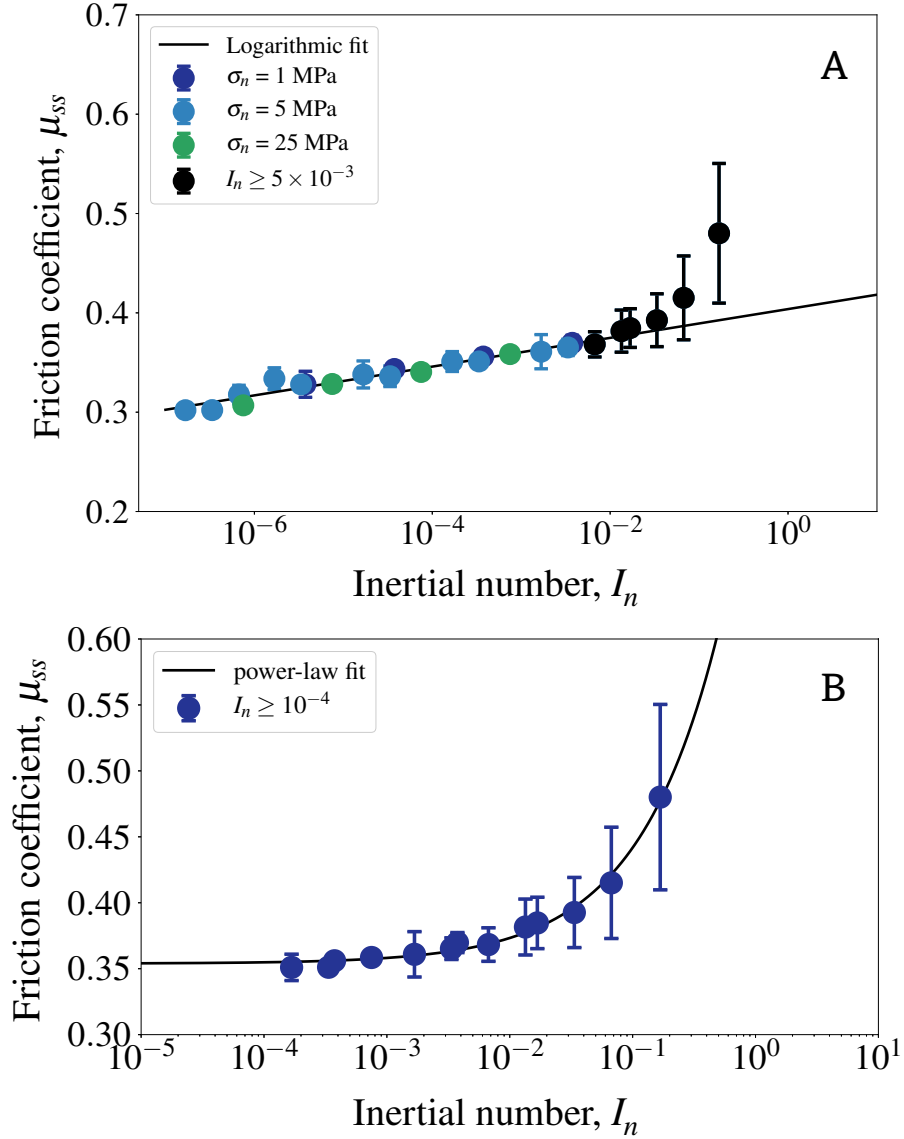 0.7
0.6
0.5
0.4
0.3
0.2
Friction coefficient, μss
Logarithmic fit
σn = 1 MPa
σn = 5 MPa
σn = 25 MPa
In ≥ 5 × 10−3
A
10−6
10−4
10−2
100
Inertial number, In
0.60
0.55
0.50
0.45
0.40
0.35
0.30
Friction coefficient, μss
power-law fit
In ≥ 10−4
B
10−5
10−4
10−3
10−2
10−1
100
101
Inertial number, In